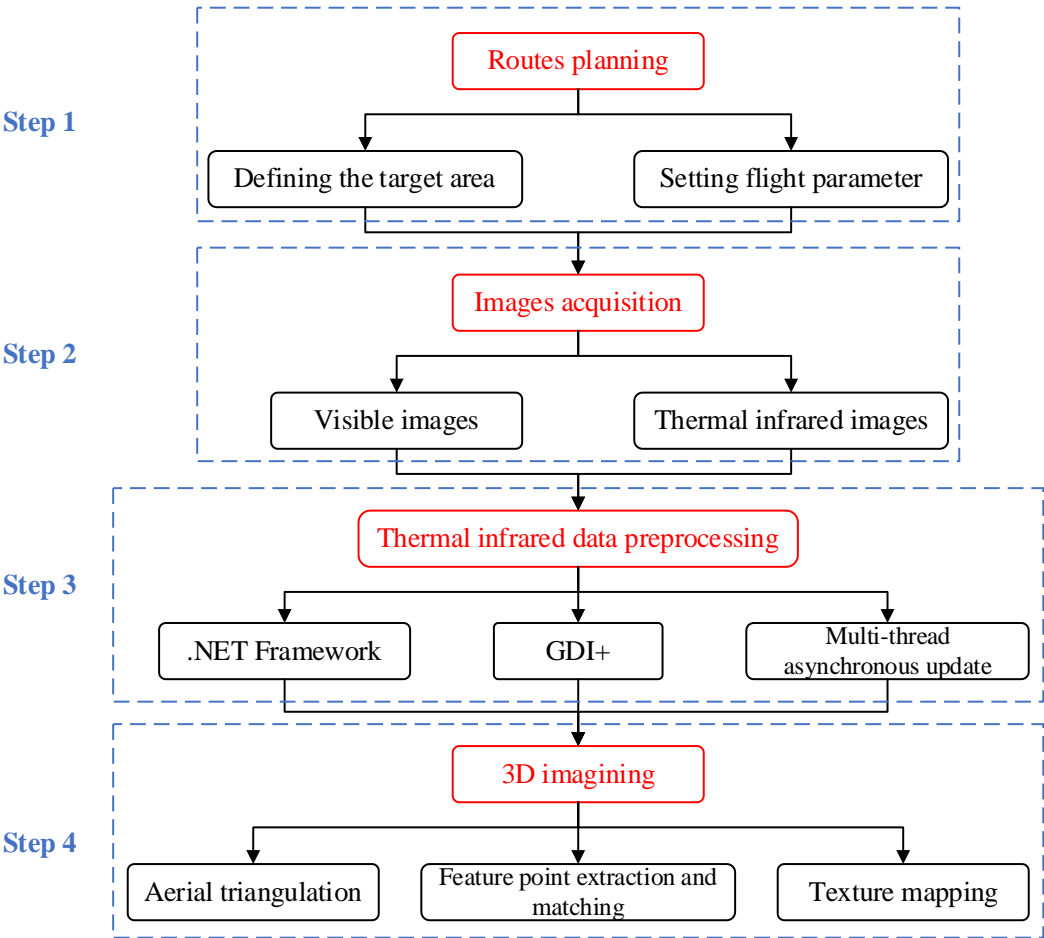 Routes planning
Step 1
Defining the target area
Setting flight parameter
Images acquisition
Step 2
Visible images
Thermal infrared images
Thermal infrared data preprocessing
Step 3
.NET Framework
GDI+
Multi-thread
asynchronous update
3D imagining
Step 4
Aerial triangulation
Feature point extraction and
matching
Texture mapping